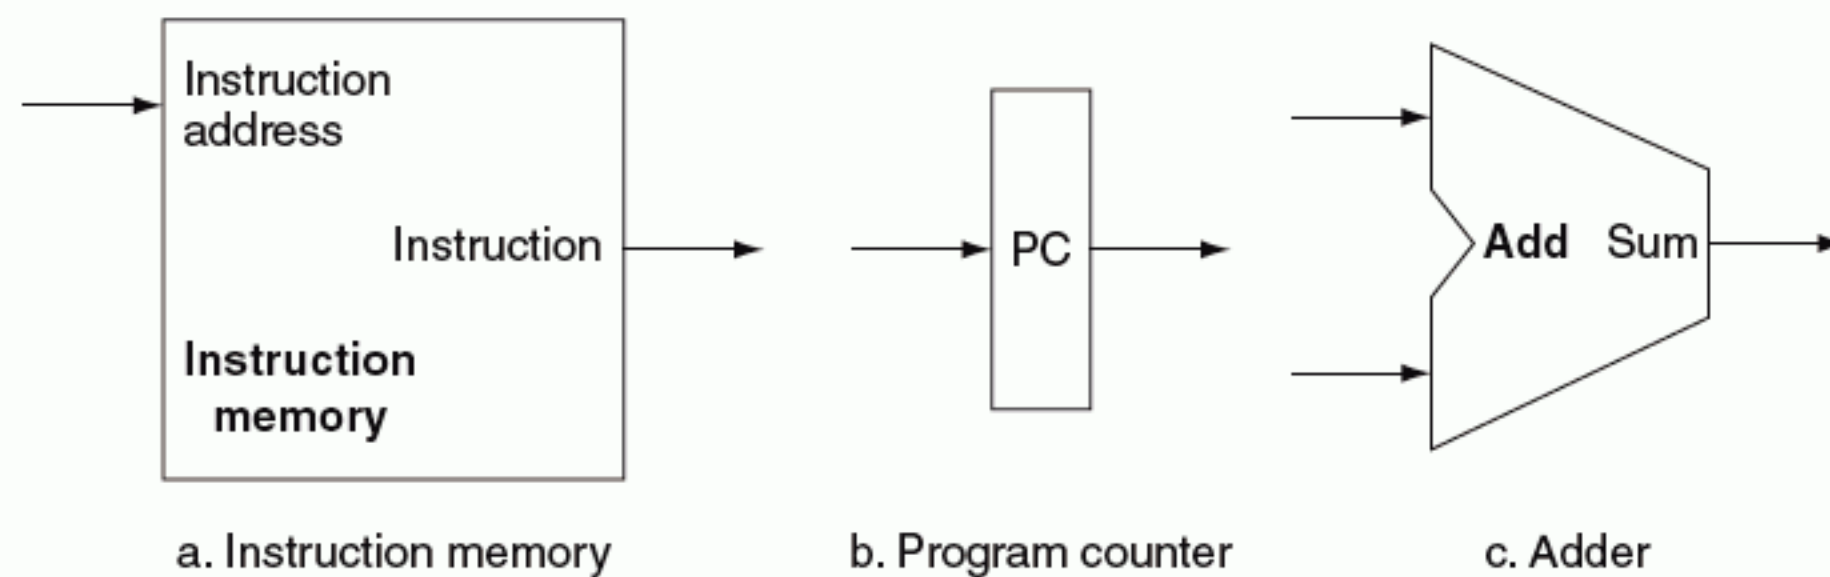 Instruction
address
Instruction
Instruction
memory
a. Instruction memory
PC
b. Program counter
Add Sum
c. Adder